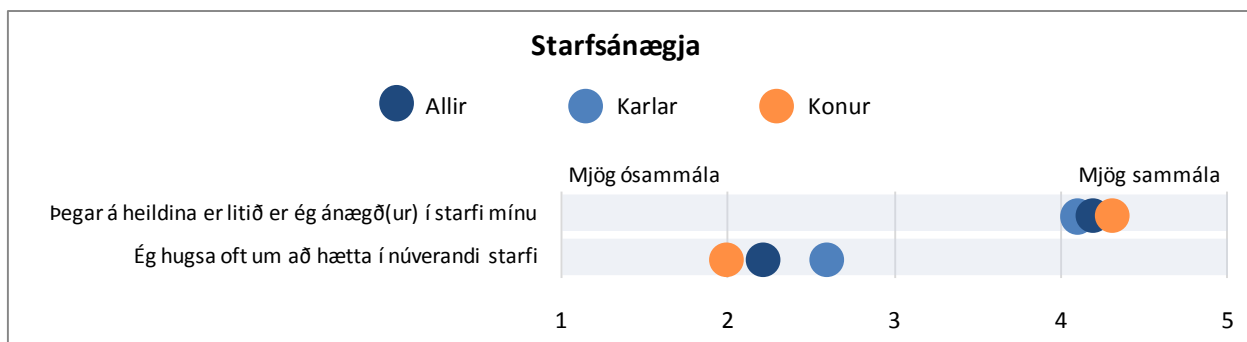 Starfsánægja
Allir Karlar Konur
Mjög ósammála Mjög sammála
Þegar á heildina er litið er ég ánægð(ur) í starfi mínu
Ég hugsa oft um að hætta í núverandi starfi
1 2 3 4 5